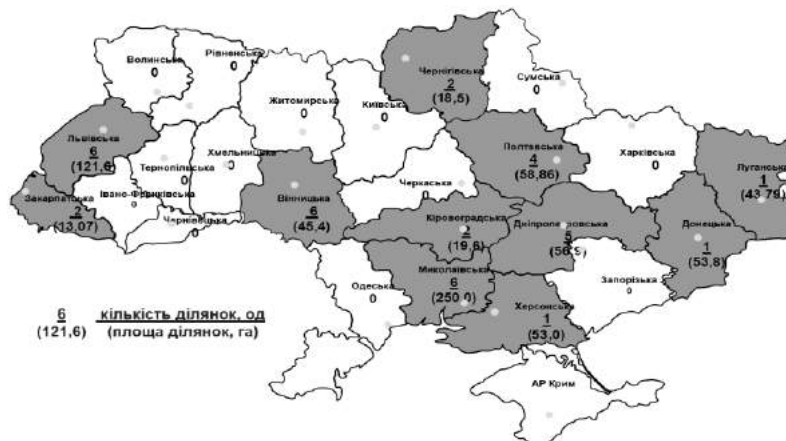 Волинська
0
Рівненська
0
Житомирська
0
Київська
0
Чернігівська
2
(18,5)
Сумська
0
Львівська
6
(121,6
Тернопільська
0
Хмельницька
0
Закарпатська
2
(13,07)
Івано-Франківська
0
Чернівецька
0
Вінницька
6
(45,4)
Черкаська
0
Полтавська
4
(58,86)
Харківська
0
Луганська
1
(43,79)
Кіровоградська
(19,6)
Дніпропетровська
Донецька
1
(53,8)
Одеська
0
Миколаївська
6
(250,0)
Херсонська
1
(53,0)
Запорізька
0
АР Крим
6 кількість ділянок, од
(121,6) (площа ділянок, га)